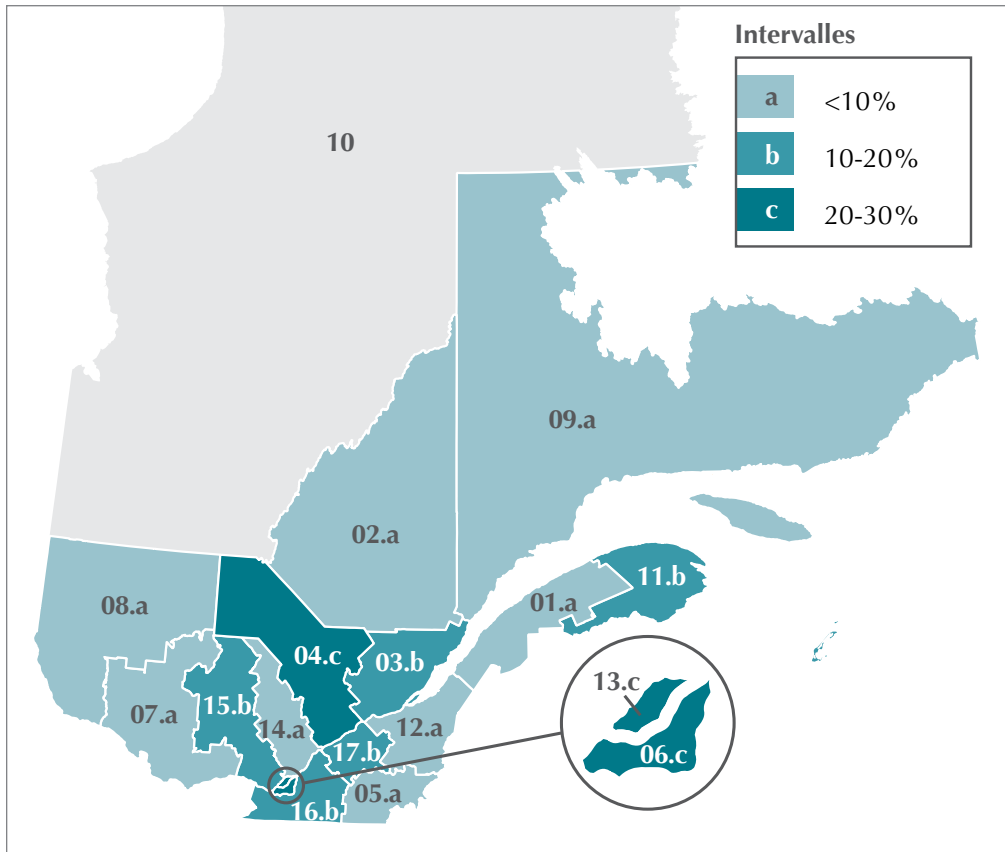 Intervalles
a <10%
b 10-20%
c 20-30%
10
09.a
02.a
11.b
01.a
08.a
04.c
03.b
13.c
15.b
07.a
14.a
12.a
17.b
06.c
05.a
16.b